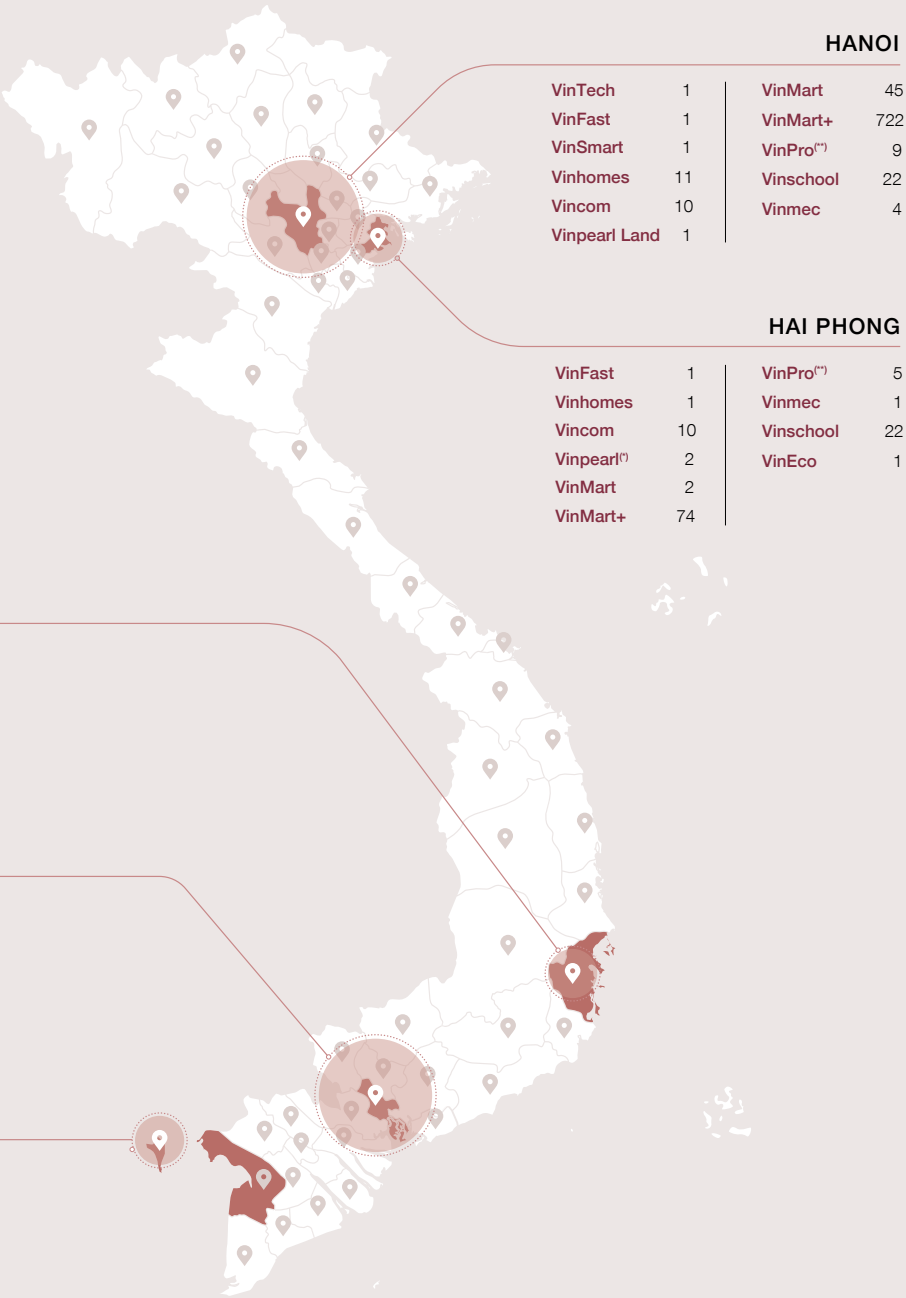 HANOI
VinTech 1
VinFast 1
VinSmart 1
Vinhomes 11
Vincom 10
Vinpearl Land 1
VinMart 45
VinMart+ 722
VinPro(**) 9
Vinschool 22
Vinmec 4
HAI PHONG
VinFast 1
Vinhomes 1
Vincom 10
Vinpearl(*) 2
VinMart 2
VinMart+ 74
VinPro(**) 5
Vinmec 1
Vinschool 22
VinEco 1